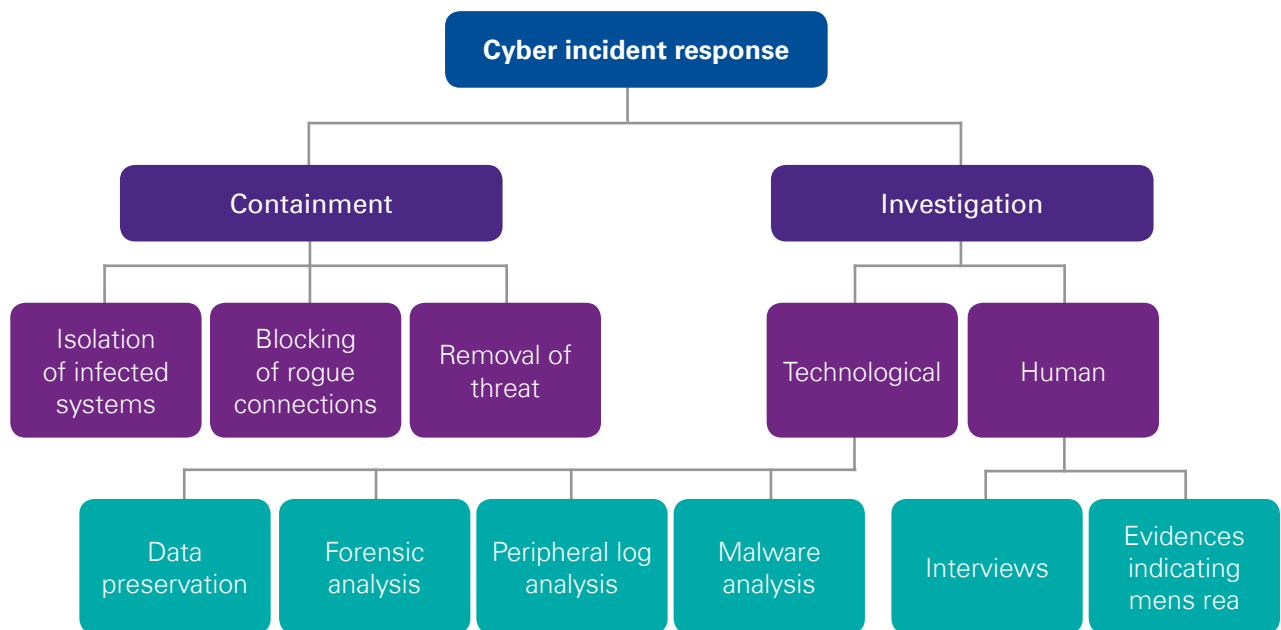 Cyber incident response
Containment
Investigation
Isolation
of infected
systems
Blocking
of rogue
connections
Removal of
threat
Technological
Human
Data
preservation
Forensic
analysis
Peripheral log
analysis
Malware
analysis
Interviews
Evidences
indicating
mens rea